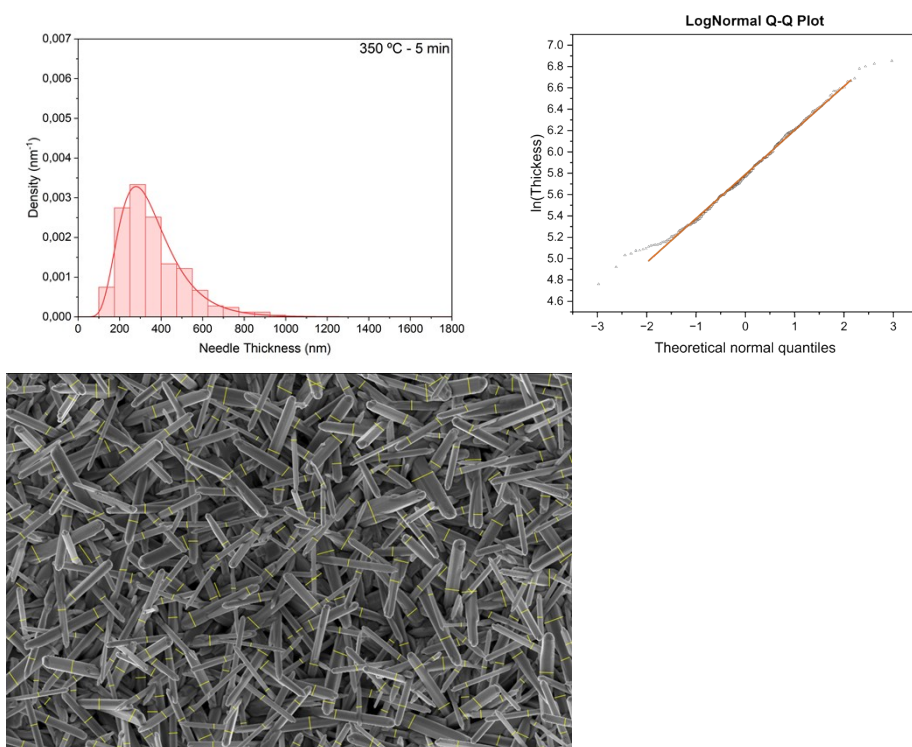 350 ºC - 5 min
0,007
0,006
0,005
0,004
0,003
0,002
0,001
0,000
Density (nm⁻¹)
0 200 400 600 800 1000 1200 1400 1600 1800
Needle Thickness (nm)
LogNormal Q-Q Plot
7.0
6.8
6.6
6.4
6.2
6.0
5.8
5.6
5.4
5.2
5.0
4.8
4.6
ln(Thickess)
−3 −2 −1 0 1 2 3
Theoretical normal quantiles